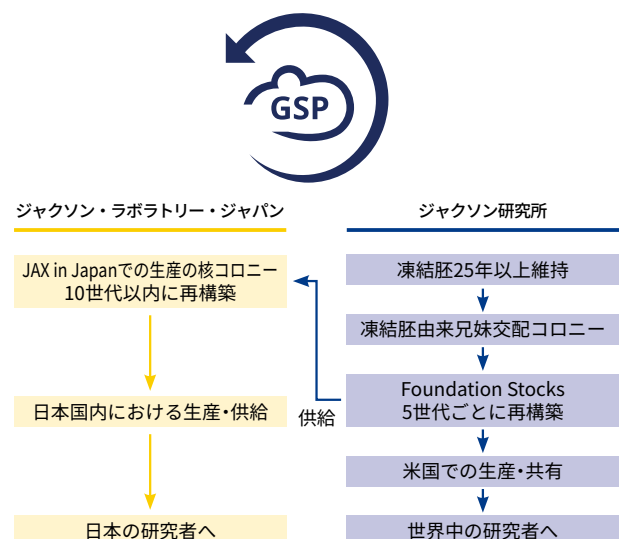 GSP
ジャクソン・ラボラトリー・ジャパン
JAX in Japanでの生産の核コロニー
10世代以内に再構築
日本国内における生産・供給
日本の研究者へ
供給
ジャクソン研究所
凍結胚25年以上維持
凍結胚由来兄妹交配コロニー
Foundation Stocks
5世代ごとに再構築
米国での生産・共有
世界中の研究者へ